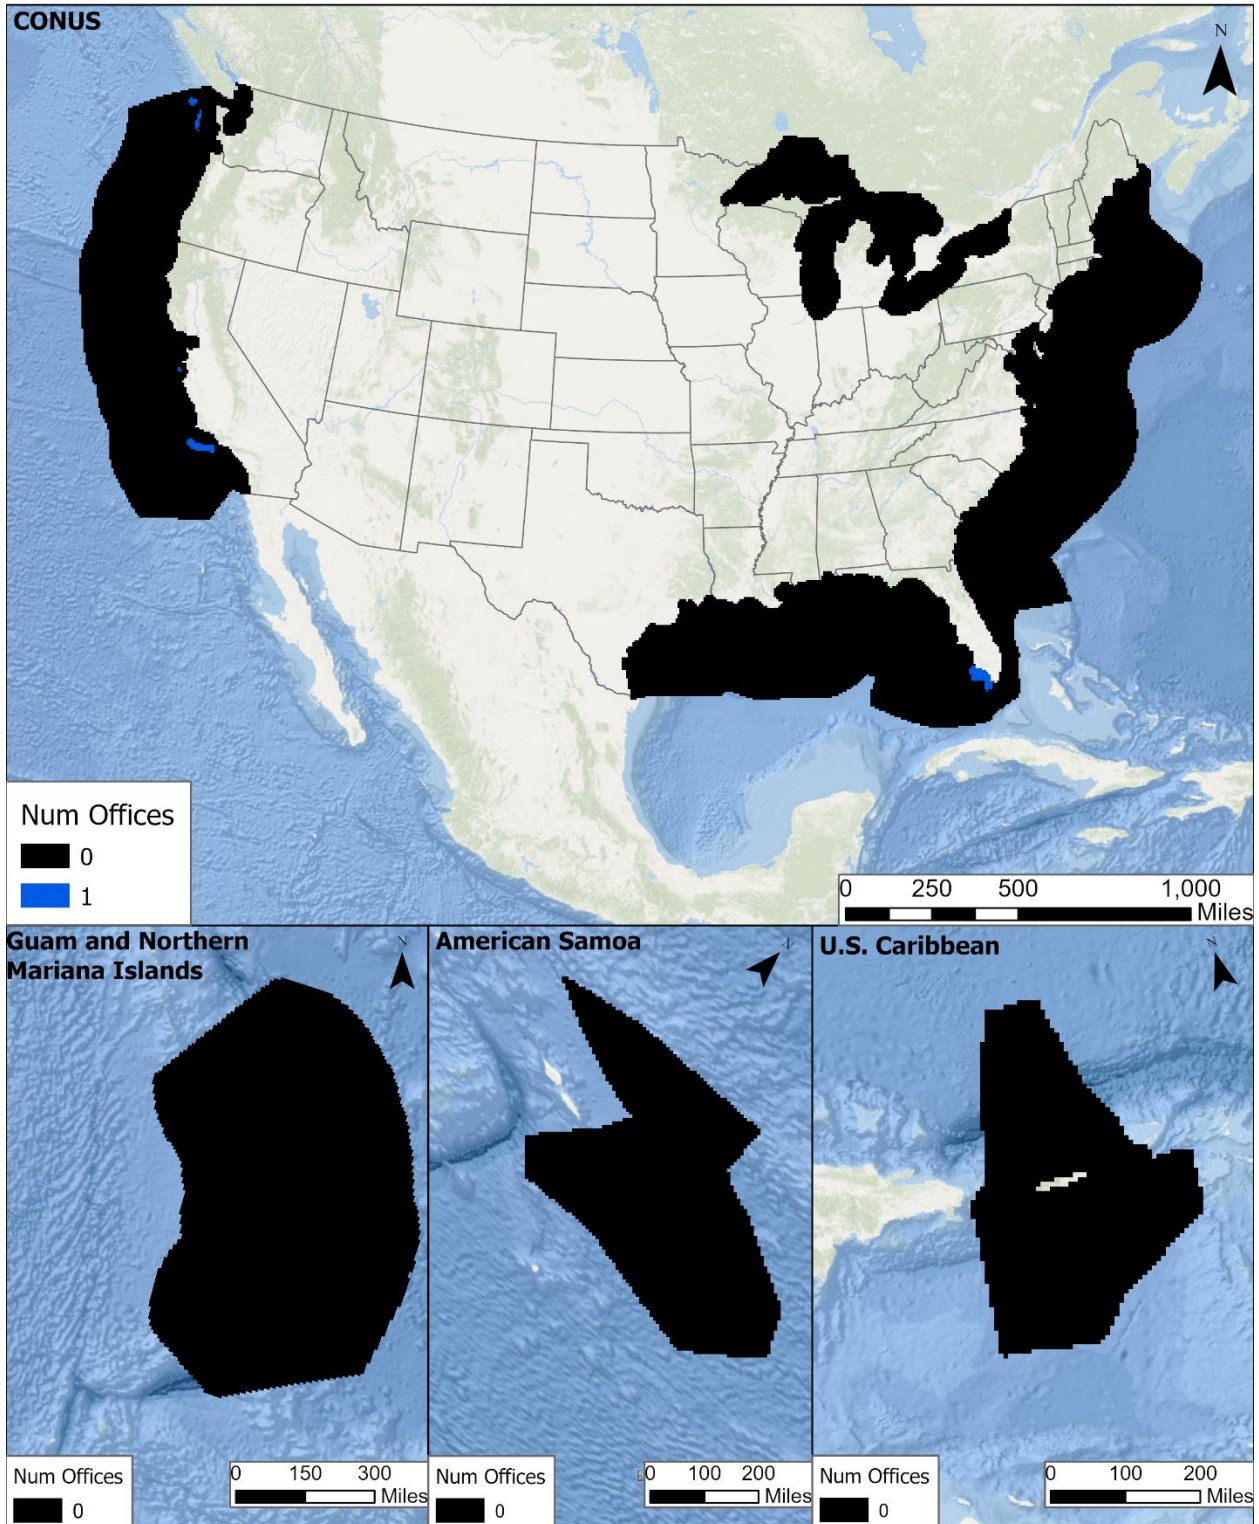 CONUS
N
Num Offices
0
1
0 250 500 1,000
Miles
Guam and Northern
Mariana Islands
N
Num Offices
0
0 150 300
Miles
American Samoa
N
Num Offices
0
0 100 200
Miles
U.S. Caribbean
N
Num Offices
0
0 100 200
Miles